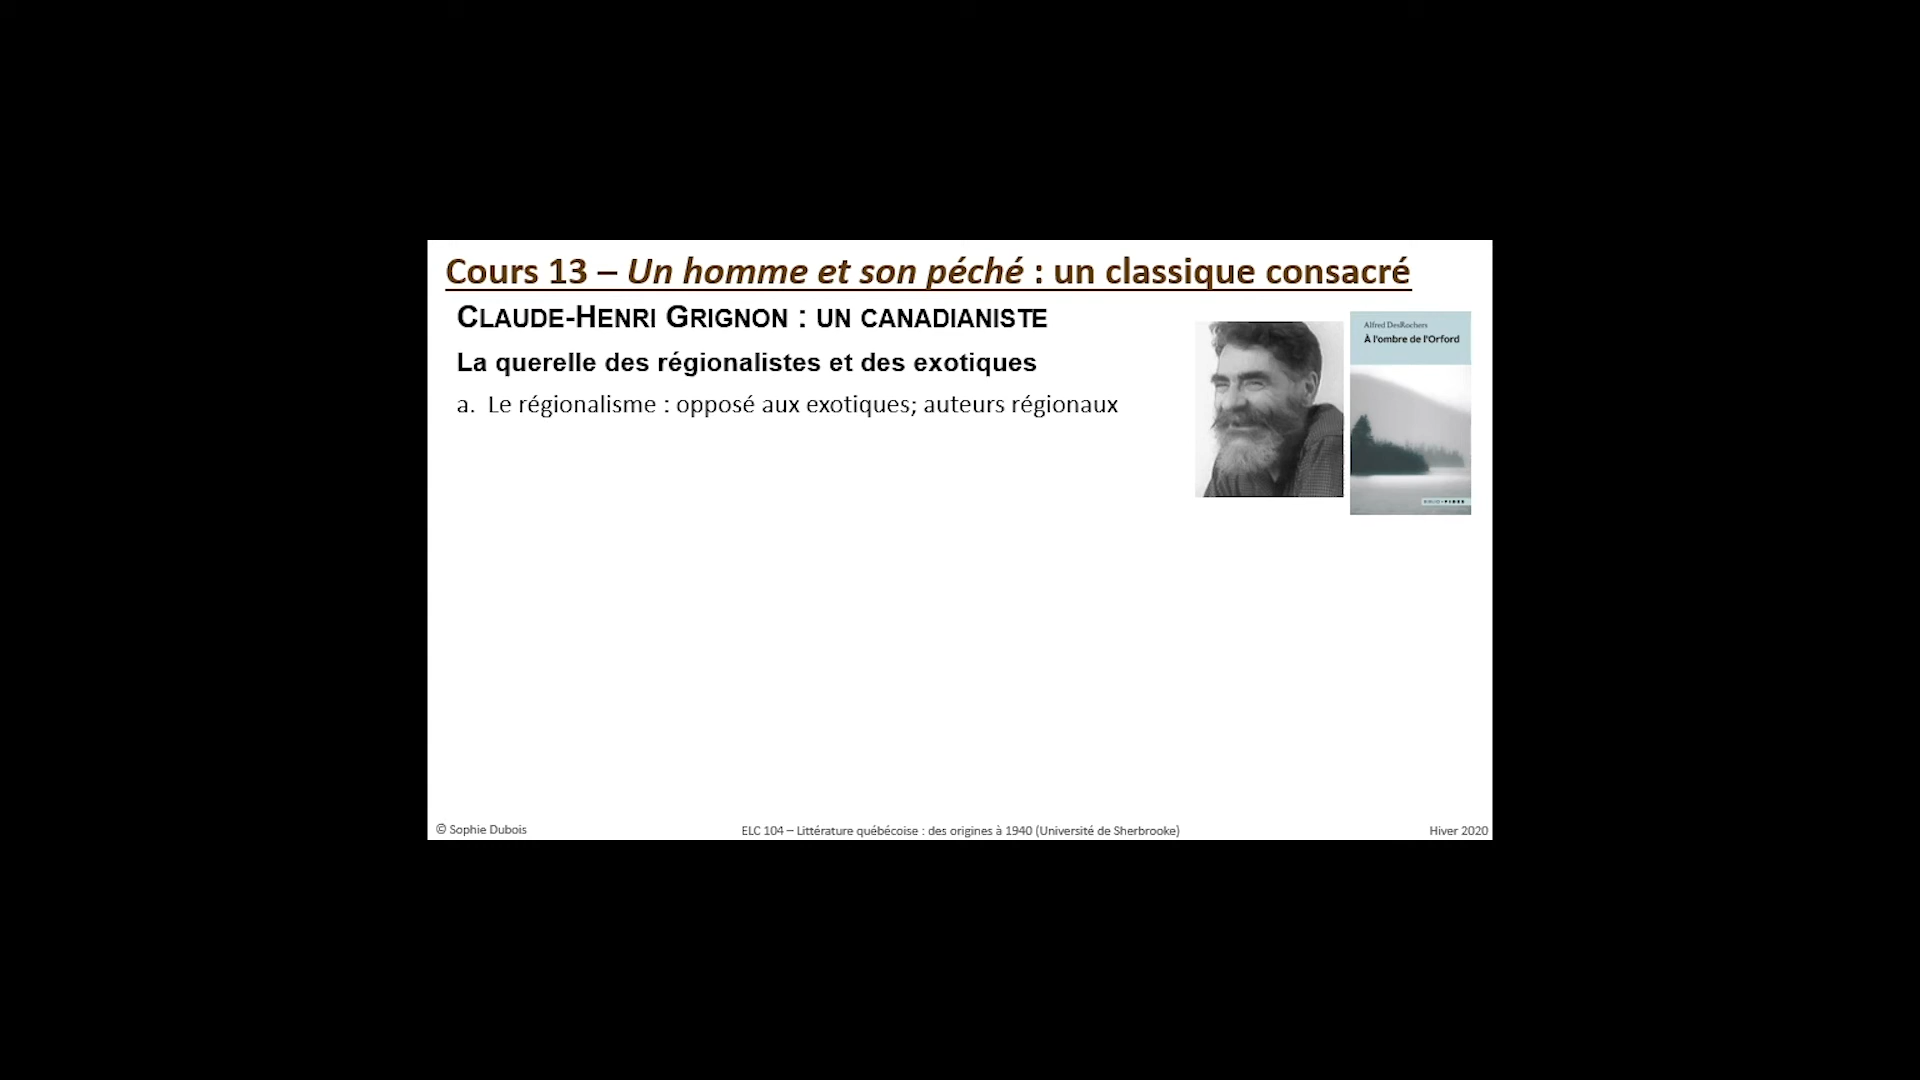 Cours 13 – Un homme et son péché : un classique consacré
CLAUDE-HENRI GRIGNON : UN CANADIANISTE
La querelle des régionalistes et des exotiques
a. Le régionalisme : opposé aux exotiques; auteurs régionaux
Alfred DesRochers
À l'ombre de l'Orford
© Sophie Dubois
ELC 104 – Littérature québécoise : des origines à 1940 (Université de Sherbrooke)
Hiver 2020